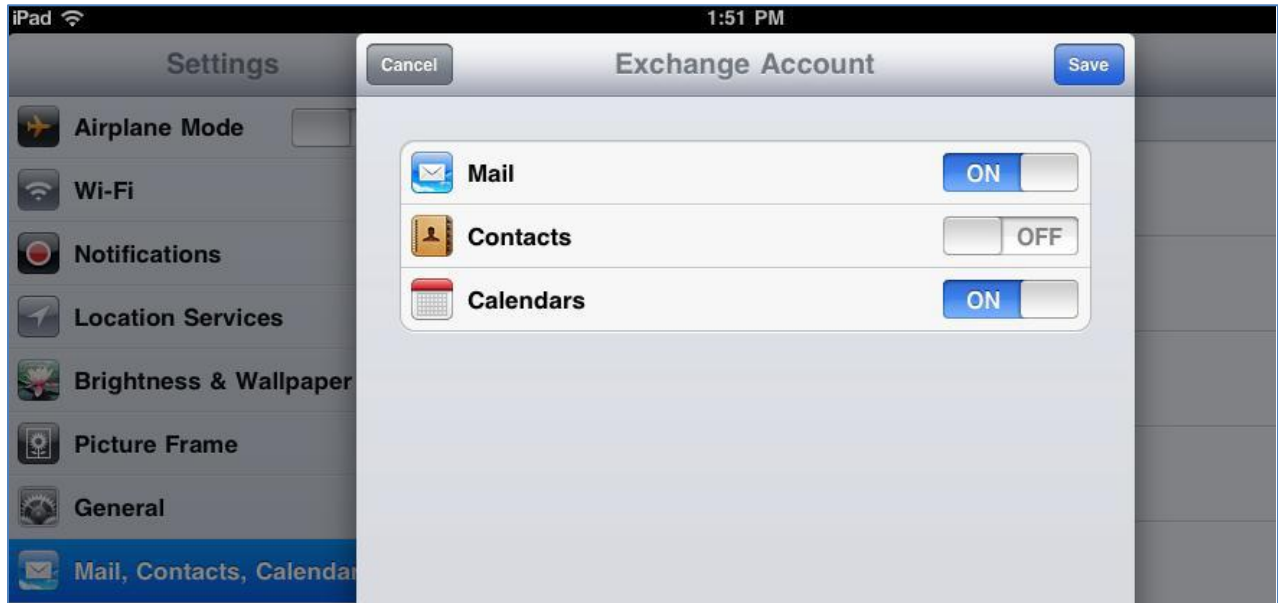 iPad 1:51 PM
Settings
Cancel Exchange Account Save
Airplane Mode
Wi-Fi
Notifications
Location Services
Brightness & Wallpaper
Picture Frame
General
Mail, Contacts, Calendar
Mail ON
Contacts OFF
Calendars ON